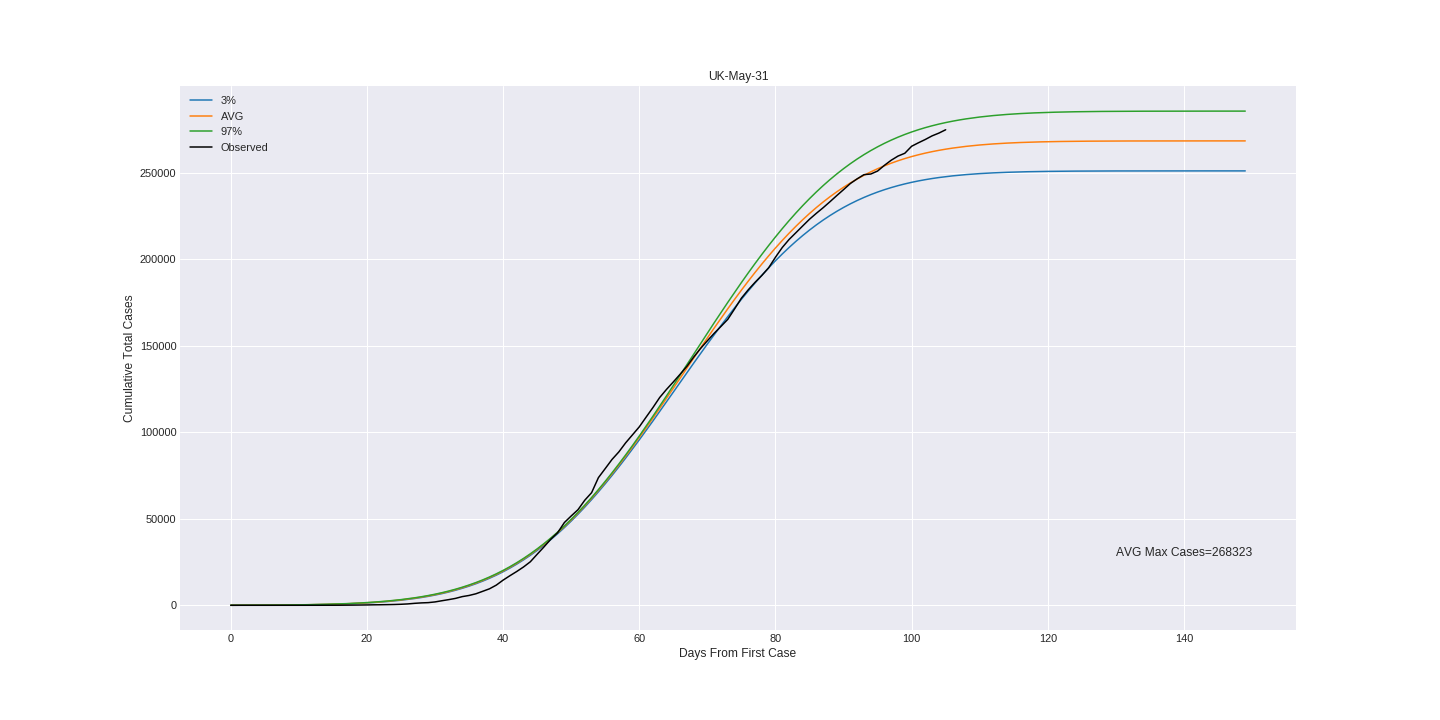 UK-May-31
3%
AVG
97%
Observed
250000
200000
150000
100000
50000
0
Cumulative Total Cases
AVG Max Cases=268323
0 20 40 60 80 100 120 140
Days From First Case